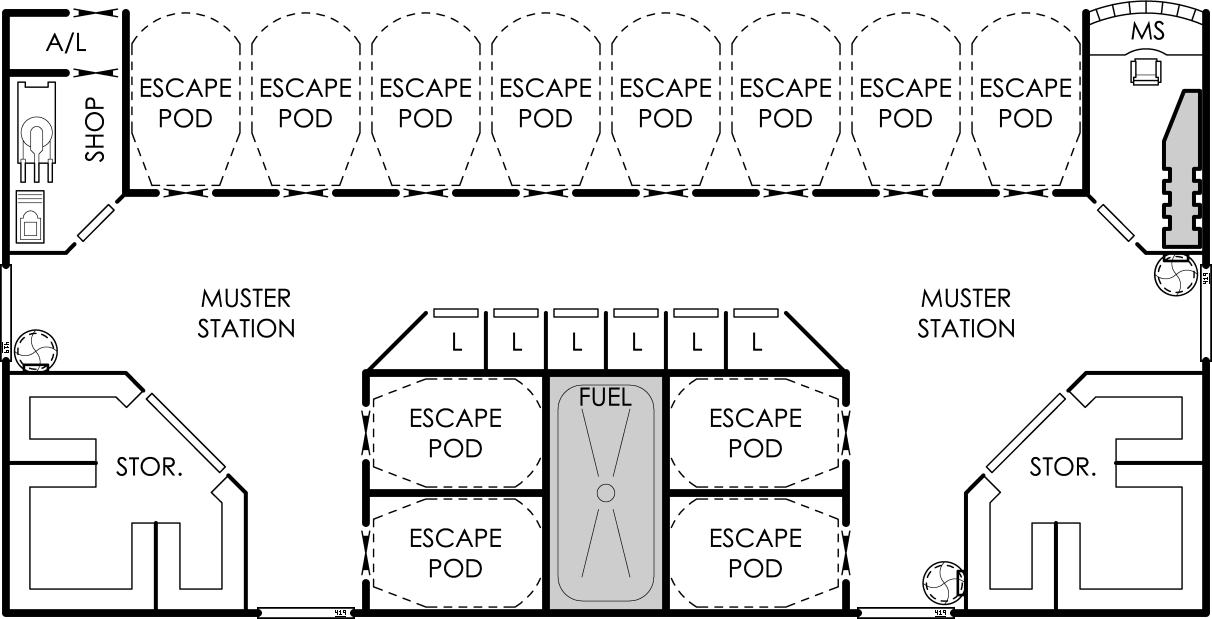 A/L
MS
ESCAPE POD
ESCAPE POD
ESCAPE POD
ESCAPE POD
ESCAPE POD
ESCAPE POD
ESCAPE POD
ESCAPE POD
SHOP
MUSTER
STATION
MUSTER
STATION
L L L L L L
FUEL
ESCAPE
POD
ESCAPE
POD
STOR.
STOR.
ESCAPE
POD
ESCAPE
POD